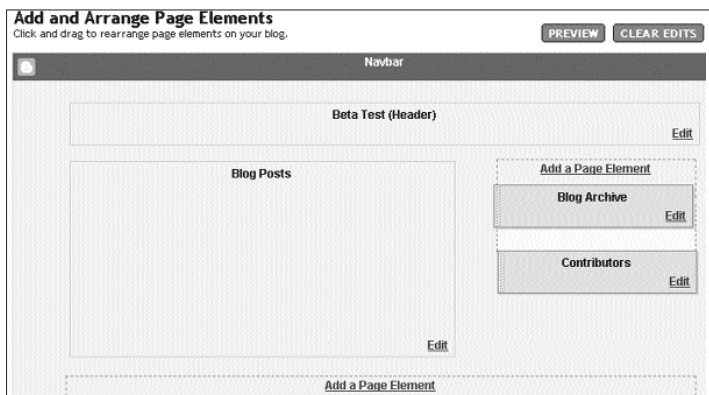 Add and Arrange Page Elements
Click and drag to rearrange page elements on your blog.
PREVIEW
CLEAR EDITS
Navbar
Beta Test (Header)
Edit
Blog Posts
Edit
Add a Page Element
Blog Archive
Edit
Contributors
Edit
Add a Page Element